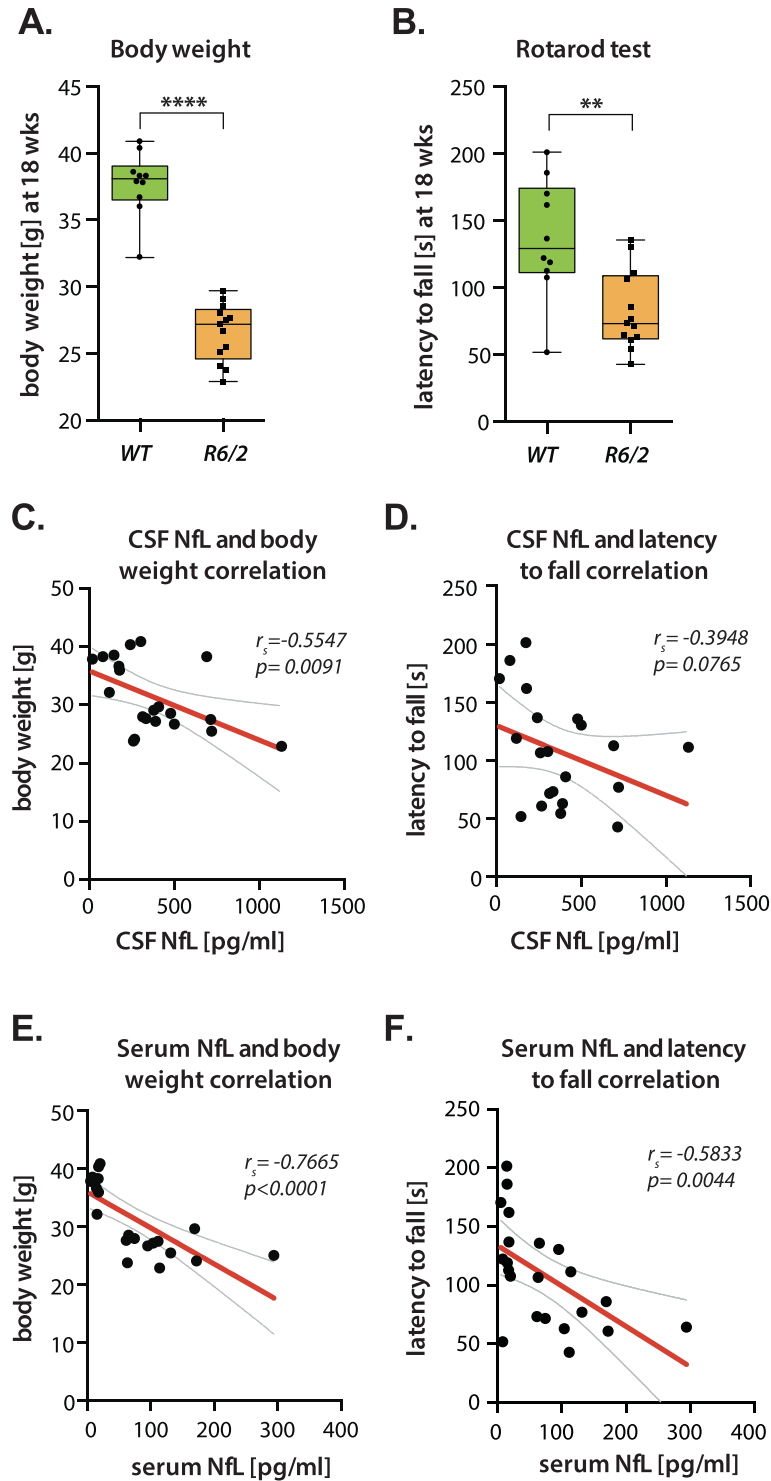 A.
Body weight
body weight [g] at 18 wks
45
40
35
30
25
20
****
WT
R6/2
B.
Rotarod test
latency to fall [s] at 18 wks
250
200
150
100
50
0
**
WT
R6/2
C.
CSF NfL and body
weight correlation
body weight [g]
50
40
30
20
10
0
rs=-0.5547
p= 0.0091
0
500
1000
1500
CSF NfL [pg/ml]
D.
CSF NfL and latency
to fall correlation
latency to fall [s]
250
200
150
100
50
0
rs=-0.3948
p= 0.0765
0
500
1000
1500
CSF NfL [pg/ml]
E.
Serum NfL and body
weight correlation
body weight [g]
50
40
30
20
10
0
rs= -0.7665
p<0.0001
0
100
200
300
400
serum NfL [pg/ml]
F.
Serum NfL and latency
to fall correlation
latency to fall [s]
250
200
150
100
50
0
rs= -0.5833
p= 0.0044
0
100
200
300
400
serum NfL [pg/ml]